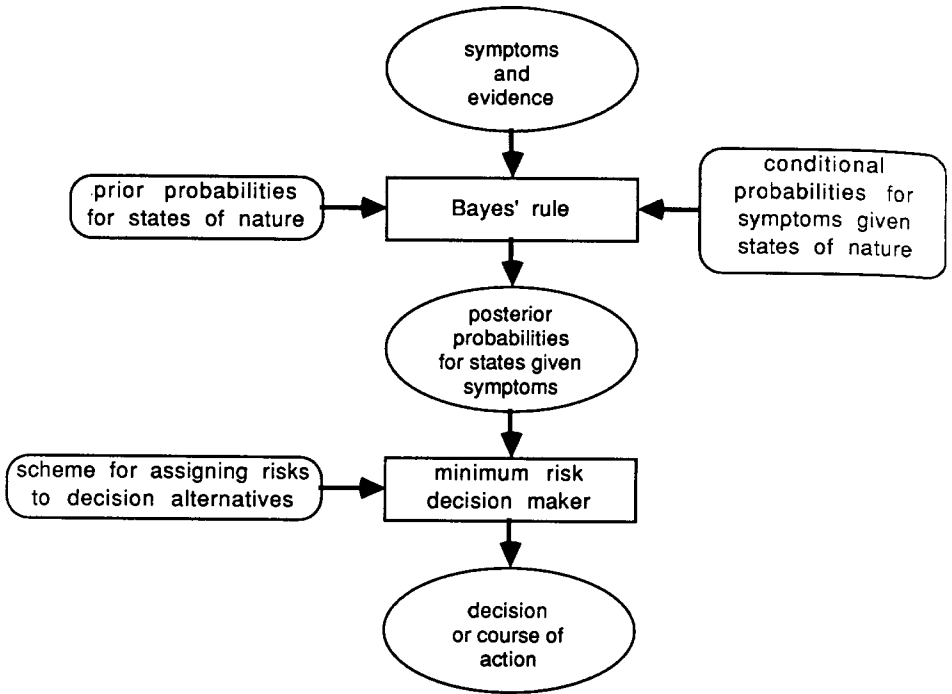 symptoms
and
evidence
prior probabilities
for states of nature
Bayes' rule
conditional
probabilities for
symptoms given
states of nature
posterior
probabilities
for states given
symptoms
scheme for assigning risks
to decision alternatives
minimum risk
decision maker
decision
or course of
action